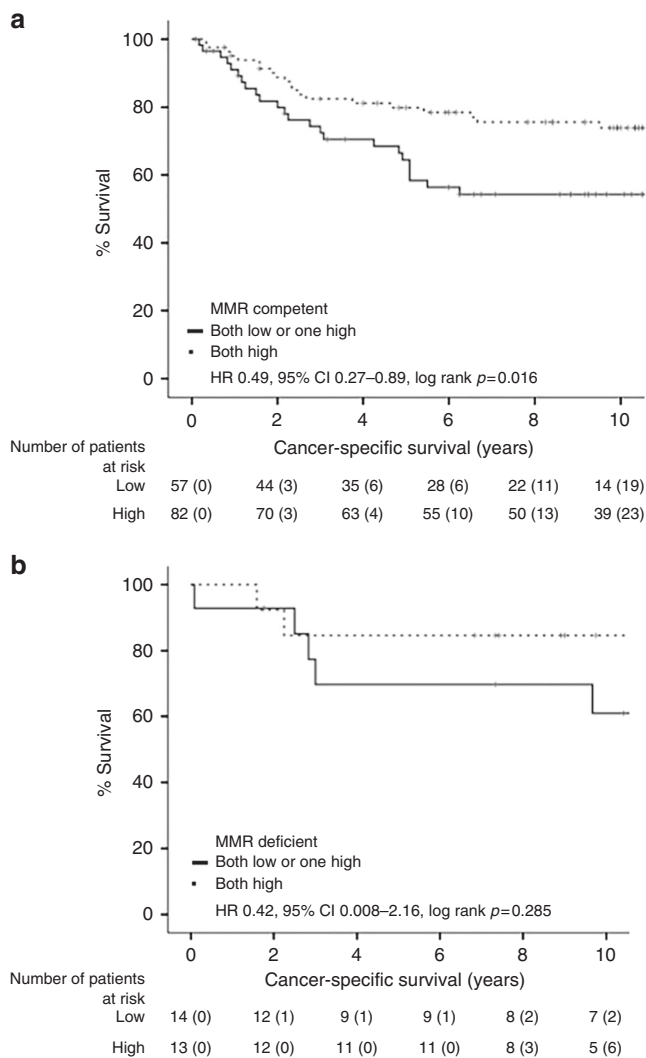 a
100
80
60
40
20
0
% Survival
MMR competent
Both low or one high
Both high
HR 0.49, 95% CI 0.27–0.89, log rank p=0.016
0 2 4 6 8 10
Number of patients at risk
Cancer-specific survival (years)
Low 57 (0) 44 (3) 35 (6) 28 (6) 22 (11) 14 (19)
High 82 (0) 70 (3) 63 (4) 55 (10) 50 (13) 39 (23)
b
100
80
60
40
20
0
% Survival
MMR deficient
Both low or one high
Both high
HR 0.42, 95% CI 0.008–2.16, log rank p=0.285
0 2 4 6 8 10
Number of patients at risk
Cancer-specific survival (years)
Low 14 (0) 12 (1) 9 (1) 9 (1) 8 (2) 7 (2)
High 13 (0) 12 (0) 11 (0) 11 (0) 8 (3) 5 (6)